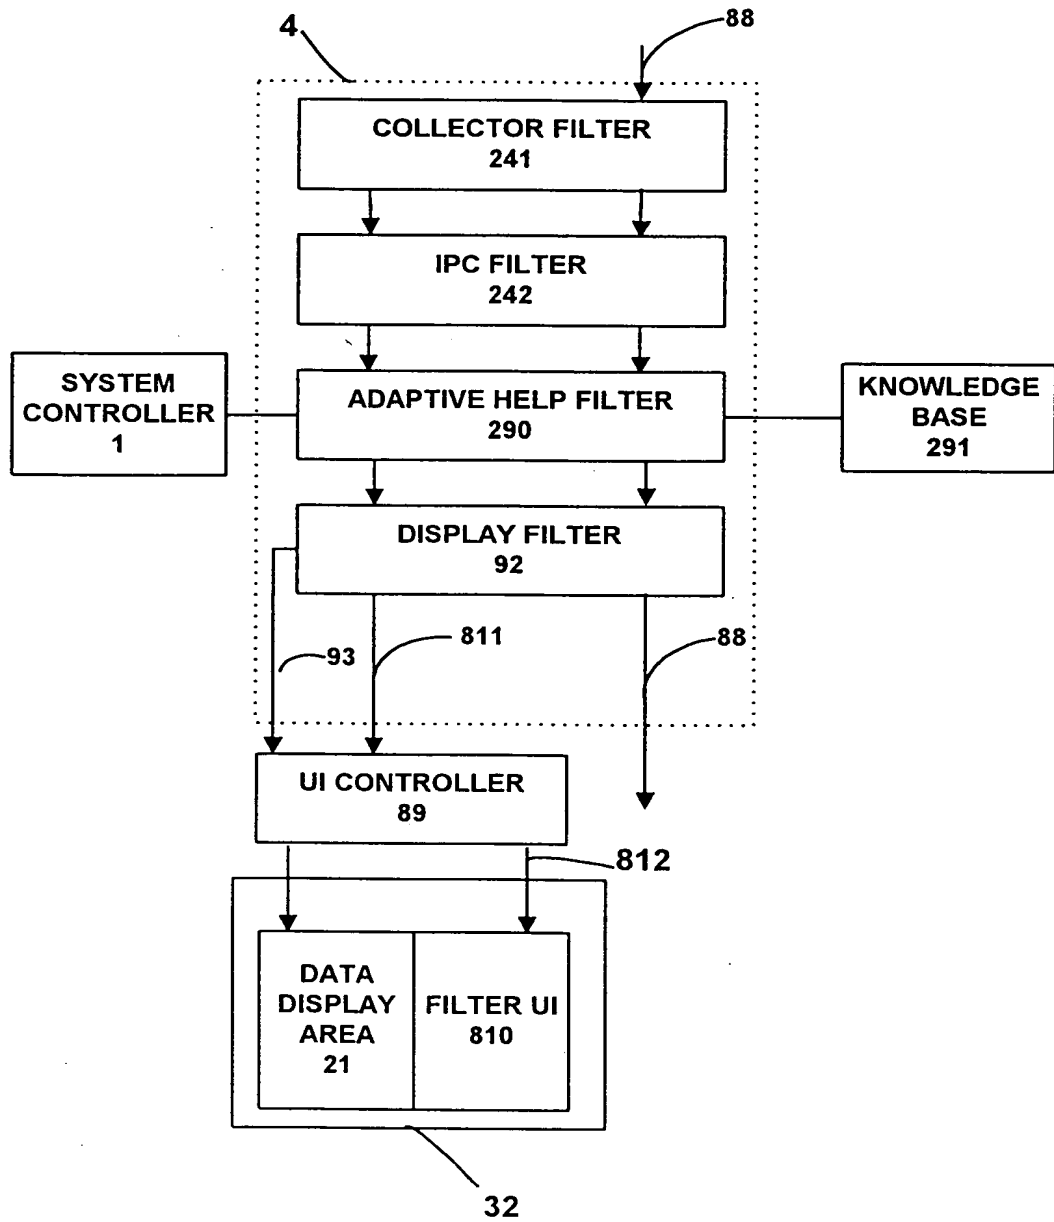 4
88
COLLECTOR FILTER
241
IPC FILTER
242
SYSTEM
CONTROLLER
1
ADAPTIVE HELP FILTER
290
KNOWLEDGE
BASE
291
DISPLAY FILTER
92
93
811
88
UI CONTROLLER
89
812
DATA
DISPLAY
AREA
21
FILTER UI
810
32